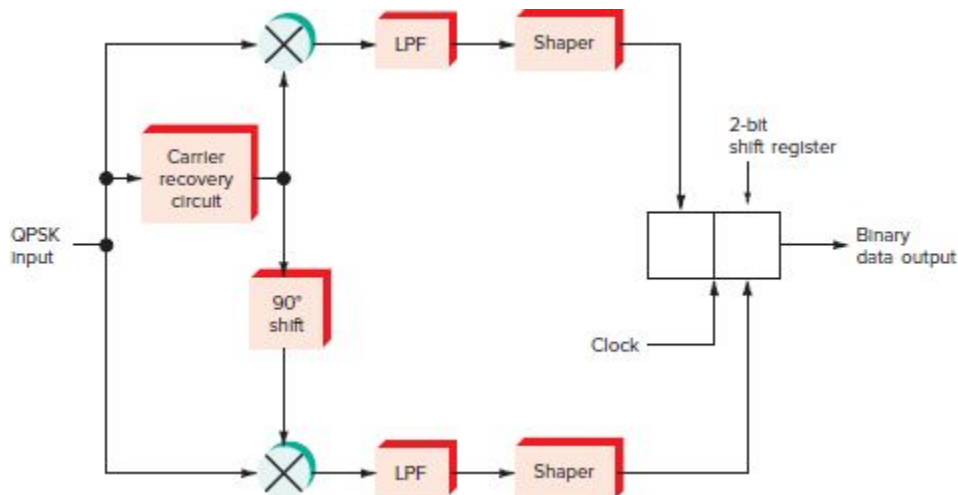 LPF
Shaper
2-bit
shift register
Carrier
recovery
circuit
QPSK
input
Binary
data output
90°
shift
Clock
LPF
Shaper